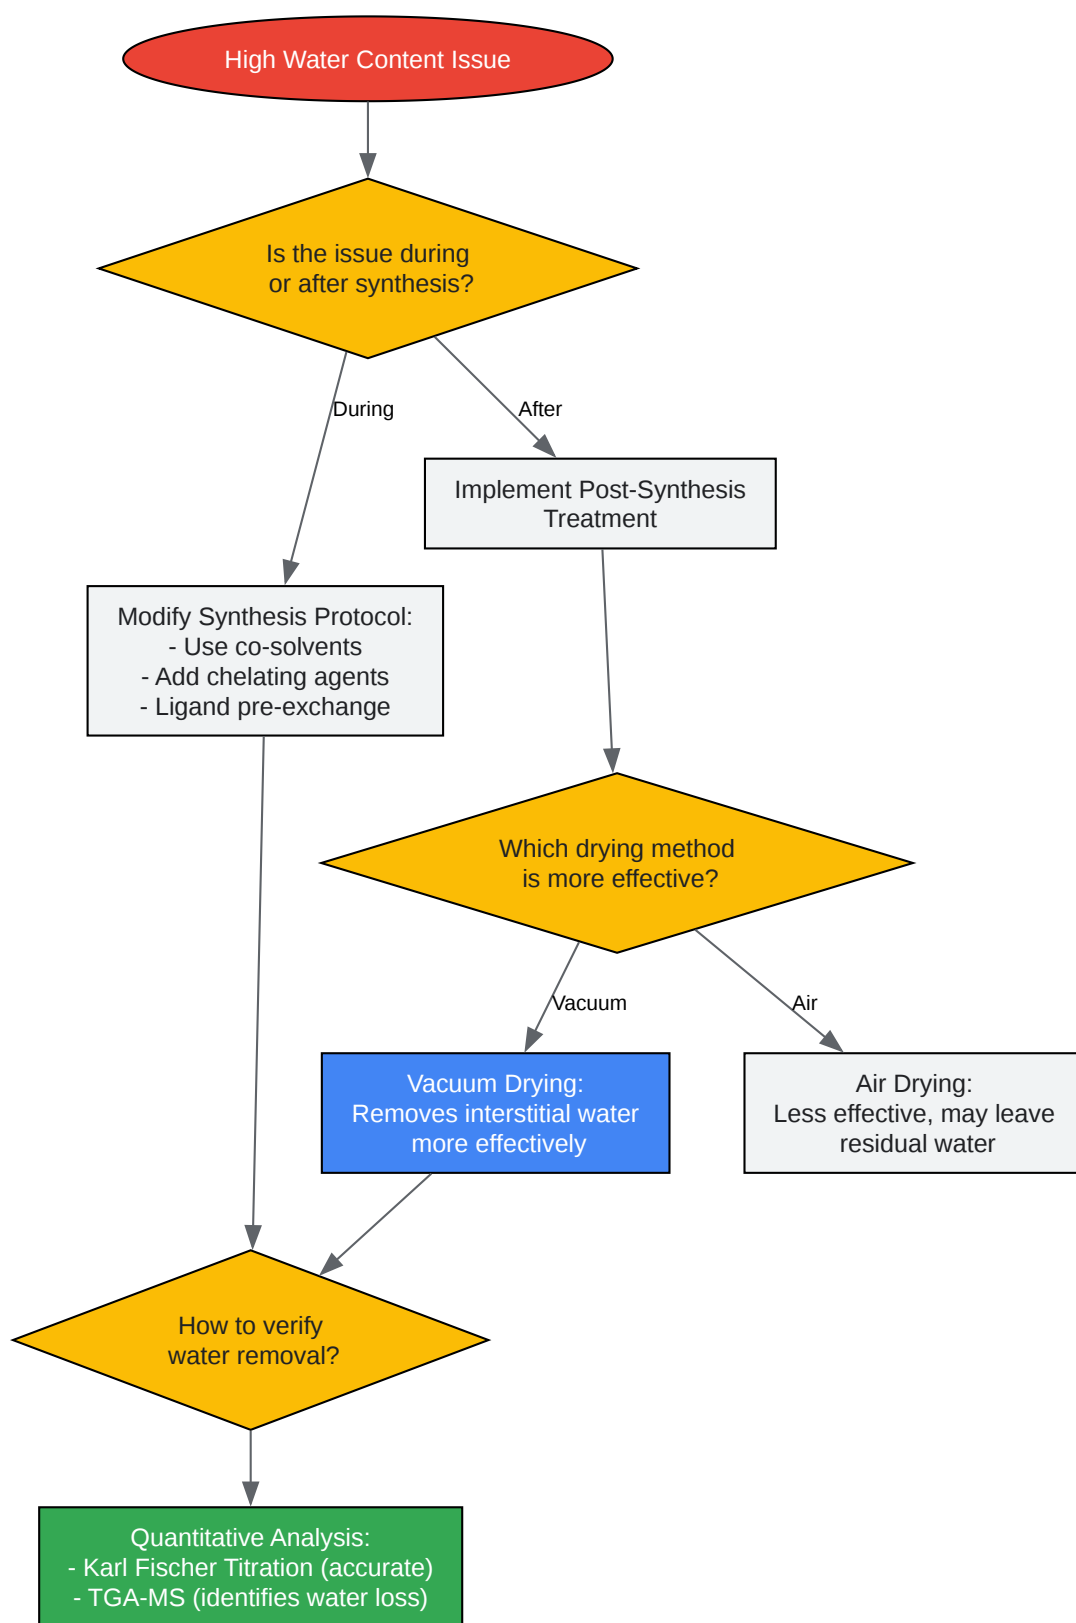 High Water Content Issue
Is the issue during
or after synthesis?
During
After
Implement Post-Synthesis
Treatment
Modify Synthesis Protocol:
- Use co-solvents
- Add chelating agents
- Ligand pre-exchange
Which drying method
is more effective?
Vacuum
Air
Vacuum Drying:
Removes interstitial water
more effectively
Air Drying:
Less effective, may leave
residual water
How to verify
water removal?
Quantitative Analysis:
- Karl Fischer Titration (accurate)
- TGA-MS (identifies water loss)